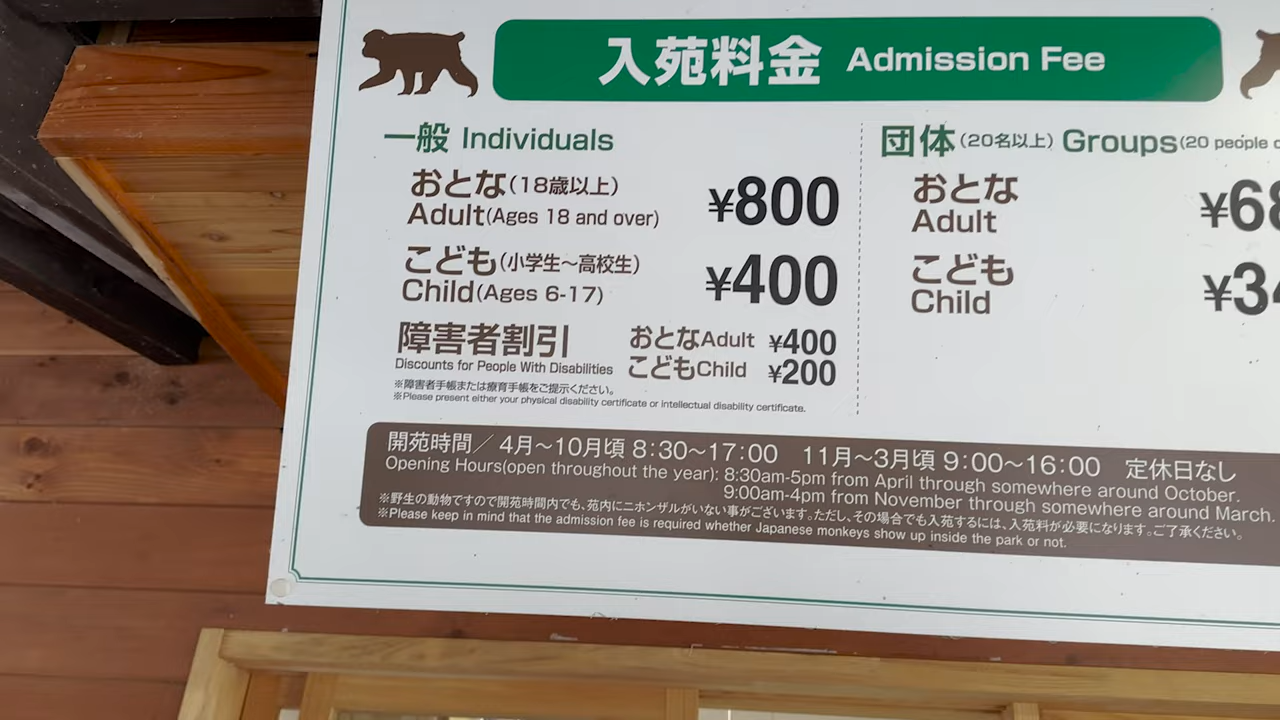 入苑料金 Admission Fee
一般 Individuals
おとな(18歳以上)
Adult(Ages 18 and over)
¥800
こども(小学生~高校生)
Child(Ages 6-17)
¥400
障害者割引
Discounts for People With Disabilities
おとなAdult ¥400
こどもChild ¥200
※障害者手帳または療育手帳をご提示ください。
※Please present either your physical disability certificate or intellectual disability certificate.
団体(20名以上) Groups(20 people
おとな
Adult
¥68
こども
Child
¥34
開苑時間/ 4月~10月頃 8:30~17:00 11月~3月頃 9:00~16:00 定休日なし
Opening Hours(open throughout the year): 8:30am-5pm from April through somewhere around October.
9:00am-4pm from November through somewhere around March.
※野生の動物ですので開苑時間内でも、苑内にニホンザルがいない事がございます。ただし、その場合でも入苑するには、入苑料が必要になります。ご了承ください。
※Please keep in mind that the admission fee is required whether Japanese monkeys show up inside the park or not.